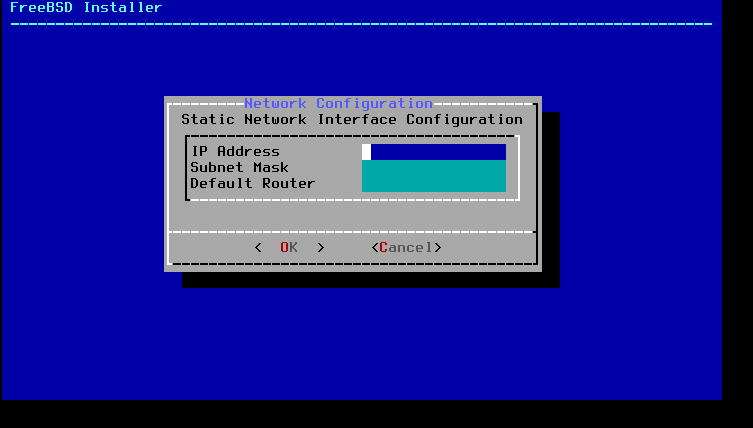 FreeBSD Installer
Network Configuration
Static Network Interface Configuration
IP Address
Subnet Mask
Default Router
<  OK  >     <Cancel>